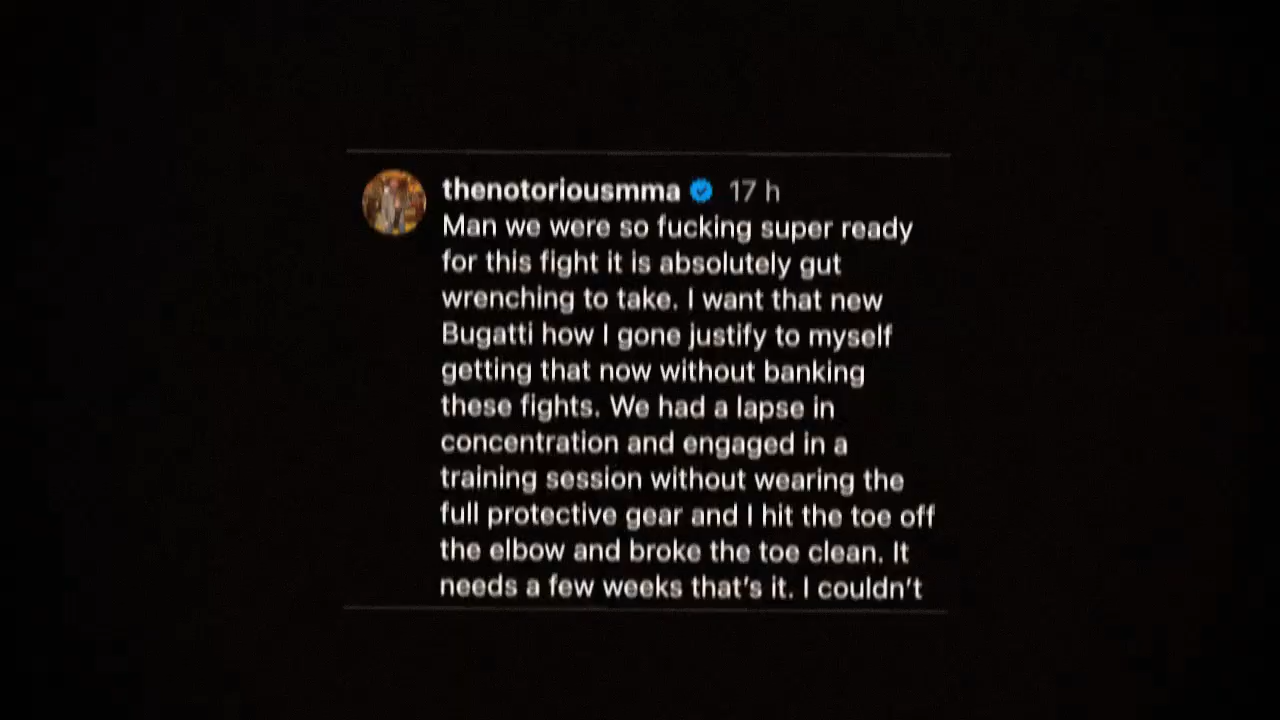 thenotoriousmma 17 h
Man we were so fucking super ready
for this fight it is absolutely gut
wrenching to take. I want that new
Bugatti how I gone justify to myself
getting that now without banking
these fights. We had a lapse in
concentration and engaged in a
training session without wearing the
full protective gear and I hit the toe off
the elbow and broke the toe clean. It
needs a few weeks that's it. I couldn't